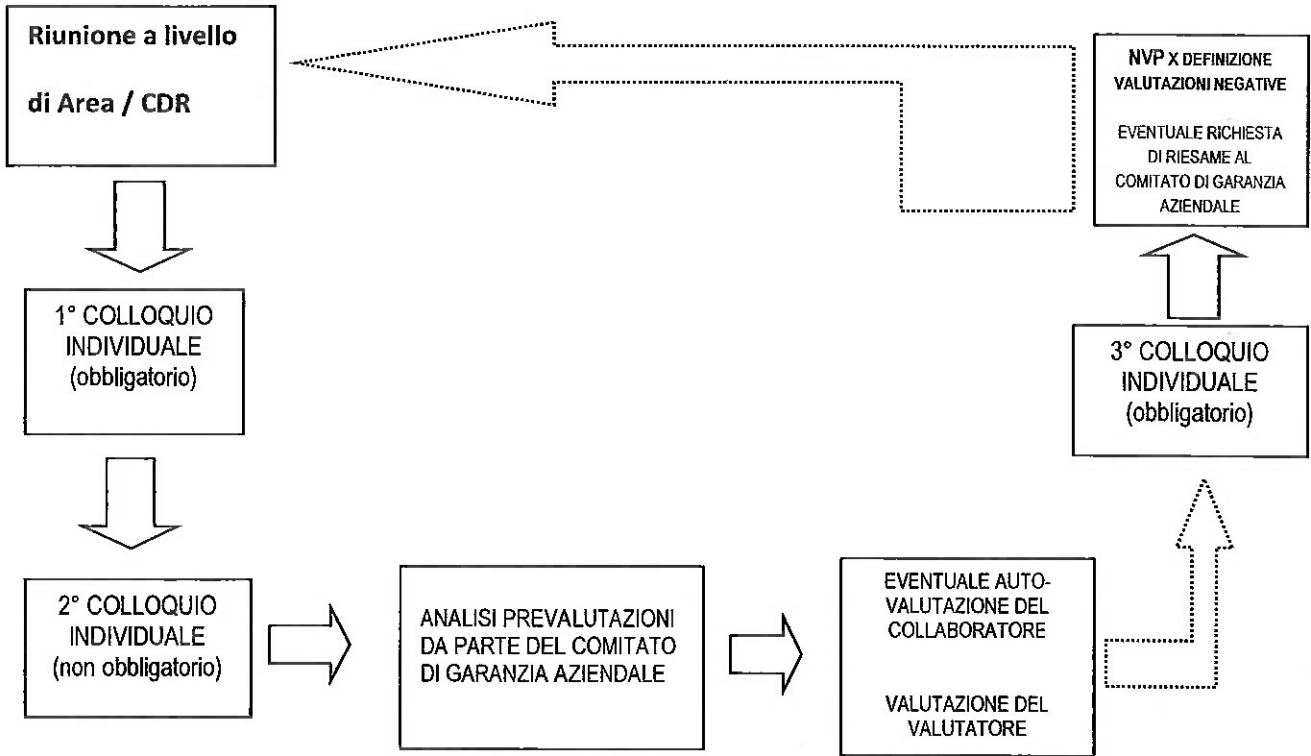 Riunione a livello
di Area / CDR
1° COLLOQUIO
INDIVIDUALE
(obbligatorio)
2° COLLOQUIO
INDIVIDUALE
(non obbligatorio)
ANALISI PREVALUTAZIONI
DA PARTE DEL COMITATO
DI GARANZIA AZIENDALE
EVENTUALE AUTO-
VALUTAZIONE DEL
COLLABORATORE
VALUTAZIONE DEL
VALUTATORE
3° COLLOQUIO
INDIVIDUALE
(obbligatorio)
NVP X DEFINIZIONE
VALUTAZIONI NEGATIVE
EVENTUALE RICHIESTA
DI RIESAME AL
COMITATO DI GARANZIA
AZIENDALE